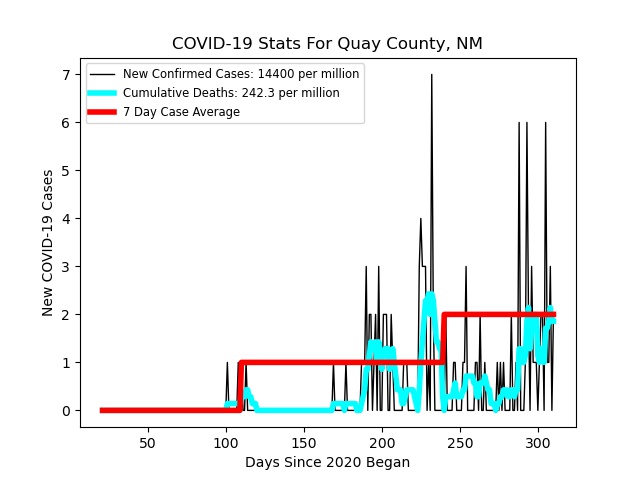 COVID-19 Stats For Quay County, NM
New Confirmed Cases: 14400 per million
Cumulative Deaths: 242.3 per million
7 Day Case Average
New COVID-19 Cases
7
6
5
4
3
2
1
0
50 100 150 200 250 300
Days Since 2020 Began